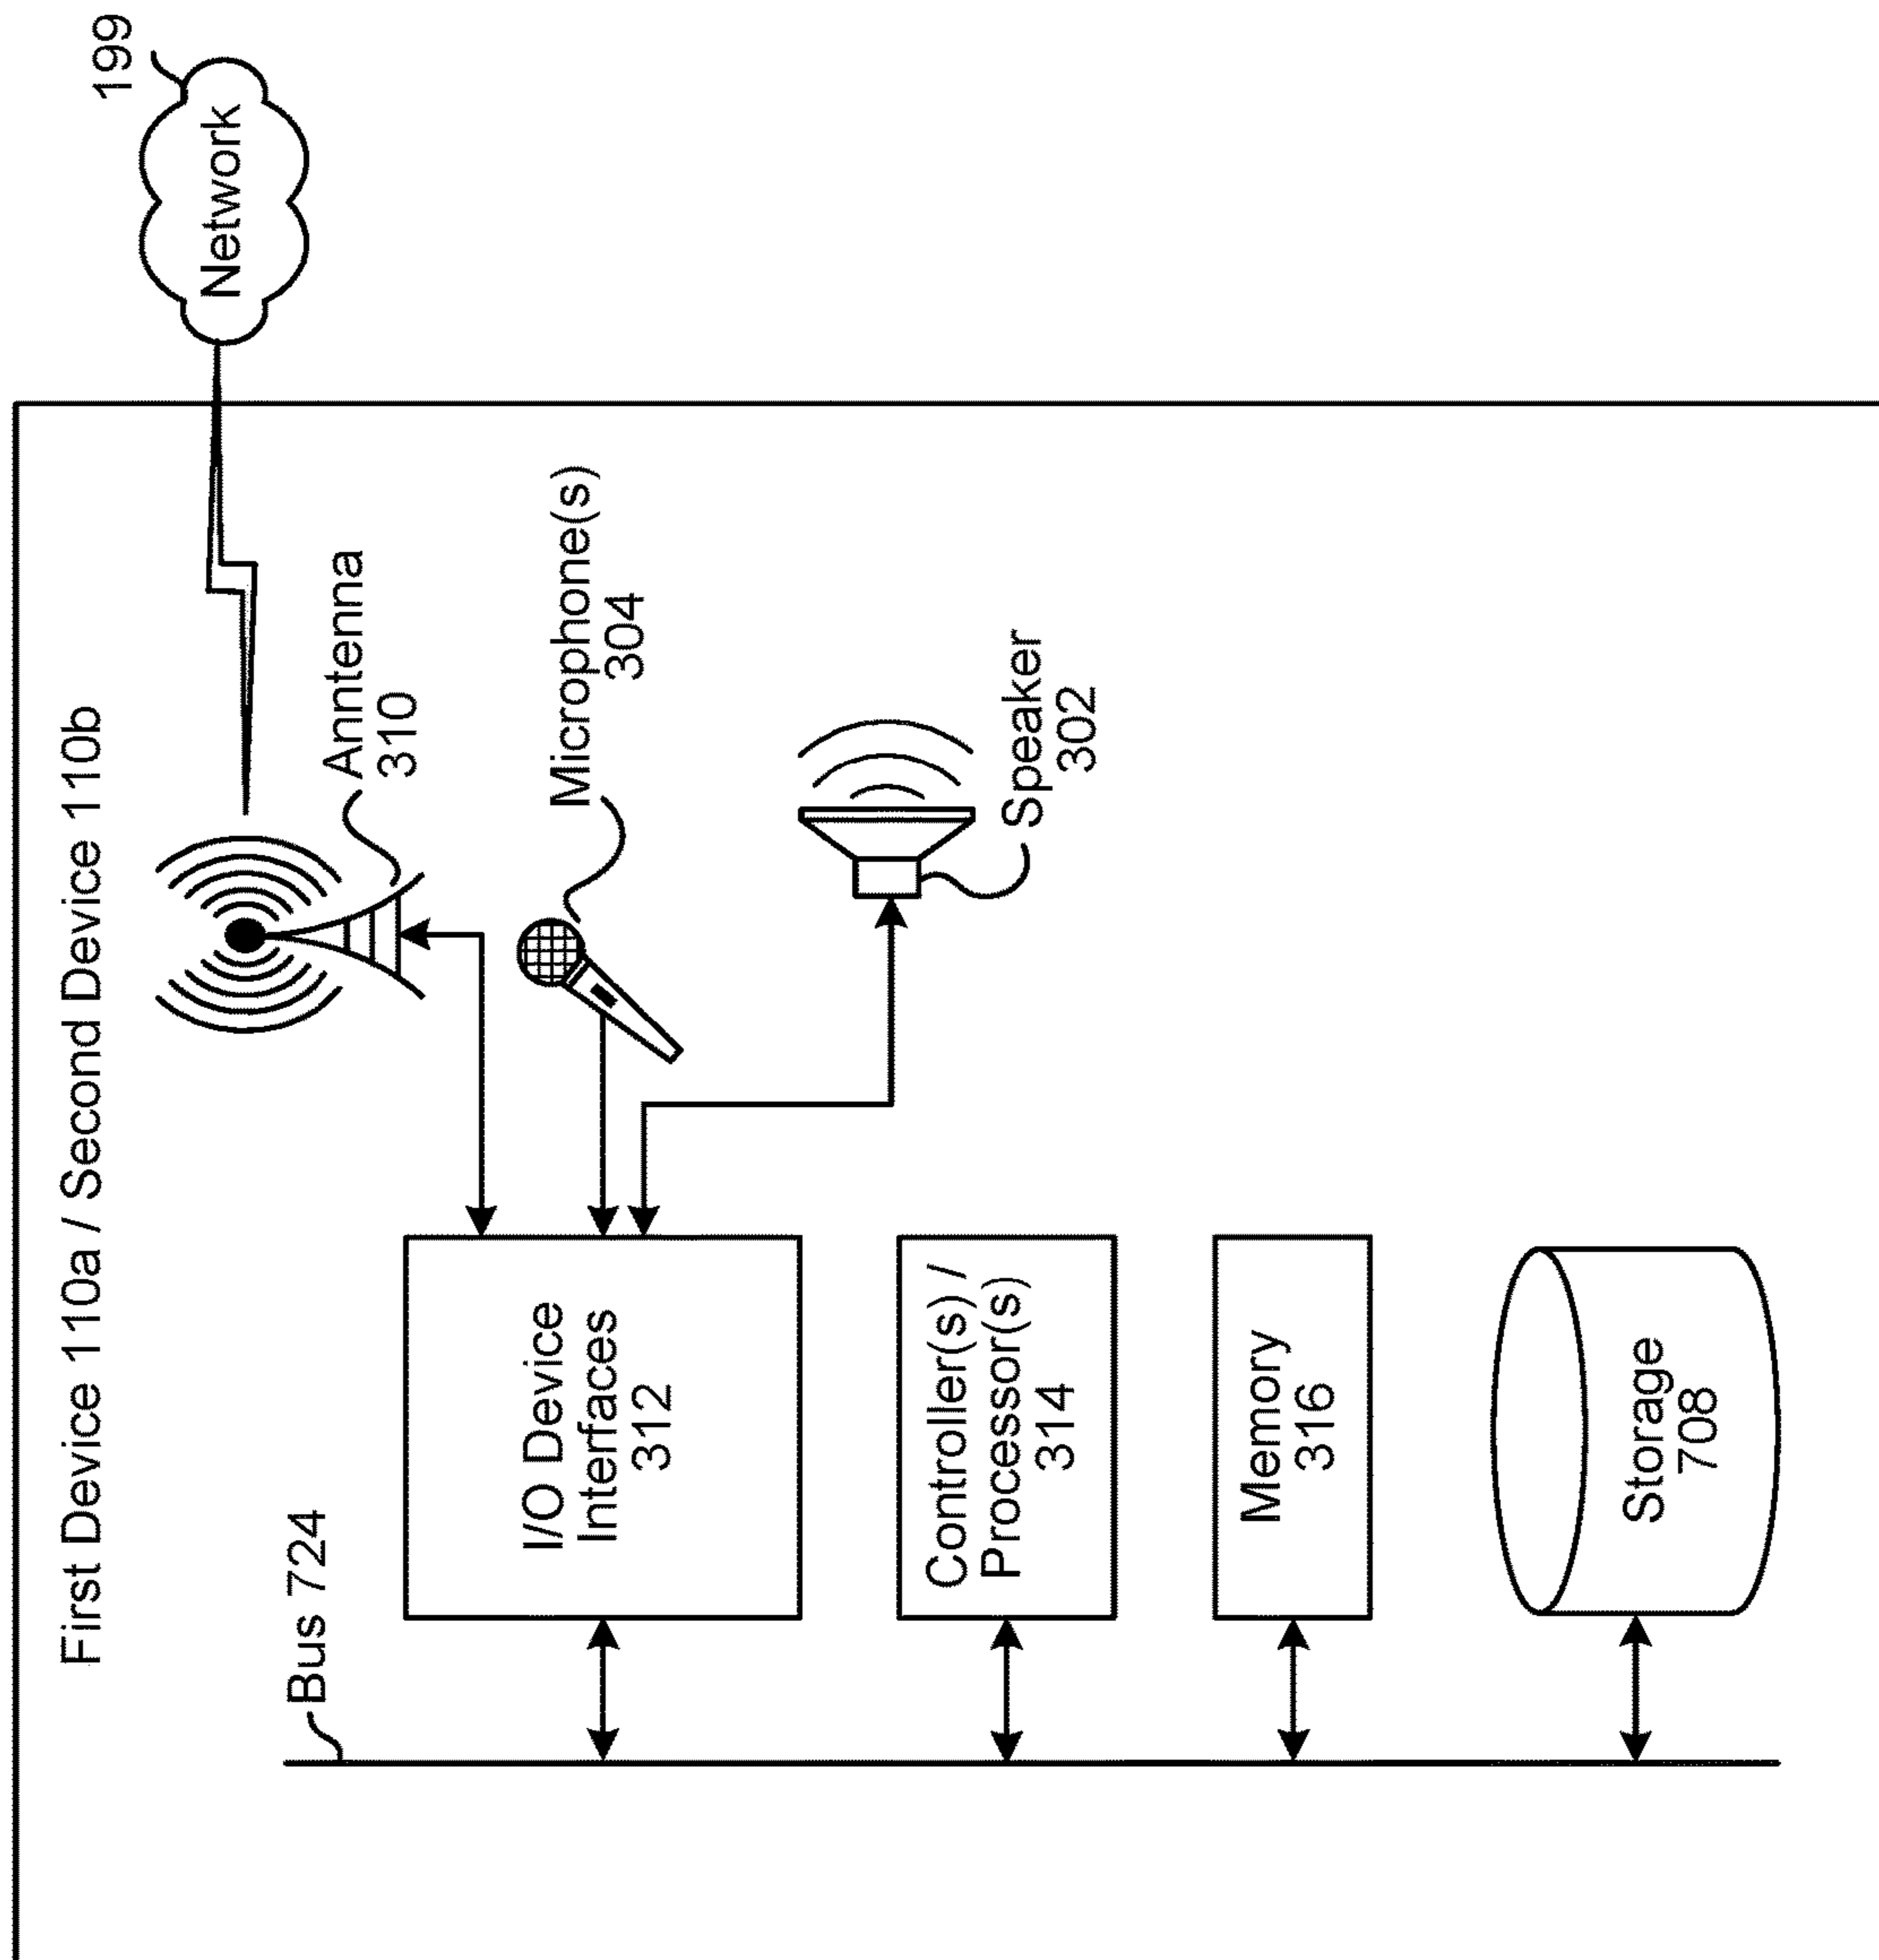 First Device 110a / Second Device 110b
Bus 724
I/O Device
Interfaces
312
Anntenna
310
Network
199
Microphone(s)
304
Speaker
302
Controller(s) /
Processor(s)
314
Memory
316
Storage
708